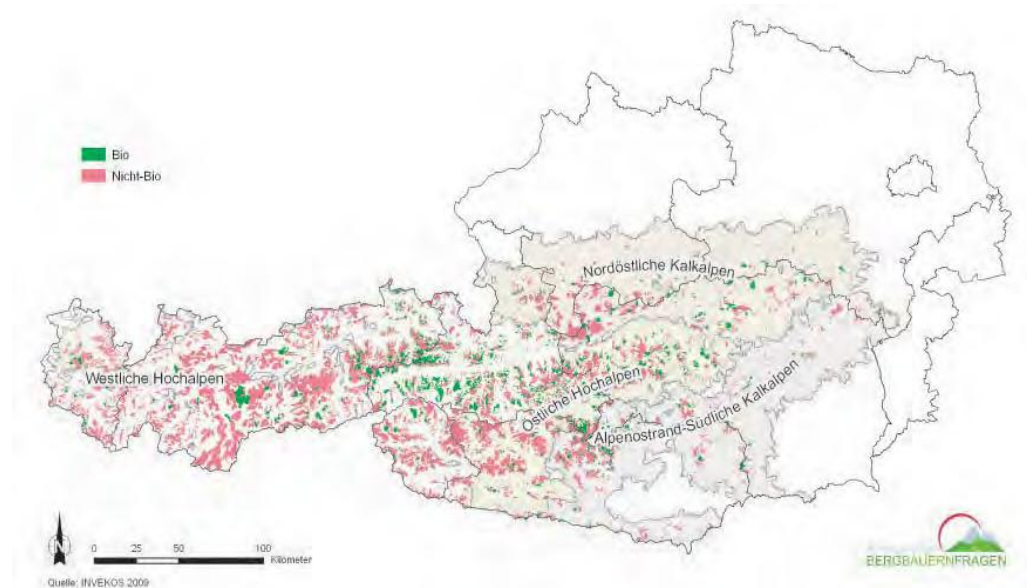 Bio
Nicht-Bio
Nordöstliche Kalkalpen
Westliche Hochalpen
Östliche Hochalpen
Alpenostrand-Südliche Kalkalpen
N
0 25 50 100
Kilometer
BERGBAUERNFRAGEN
Quelle: INVEKOS 2009